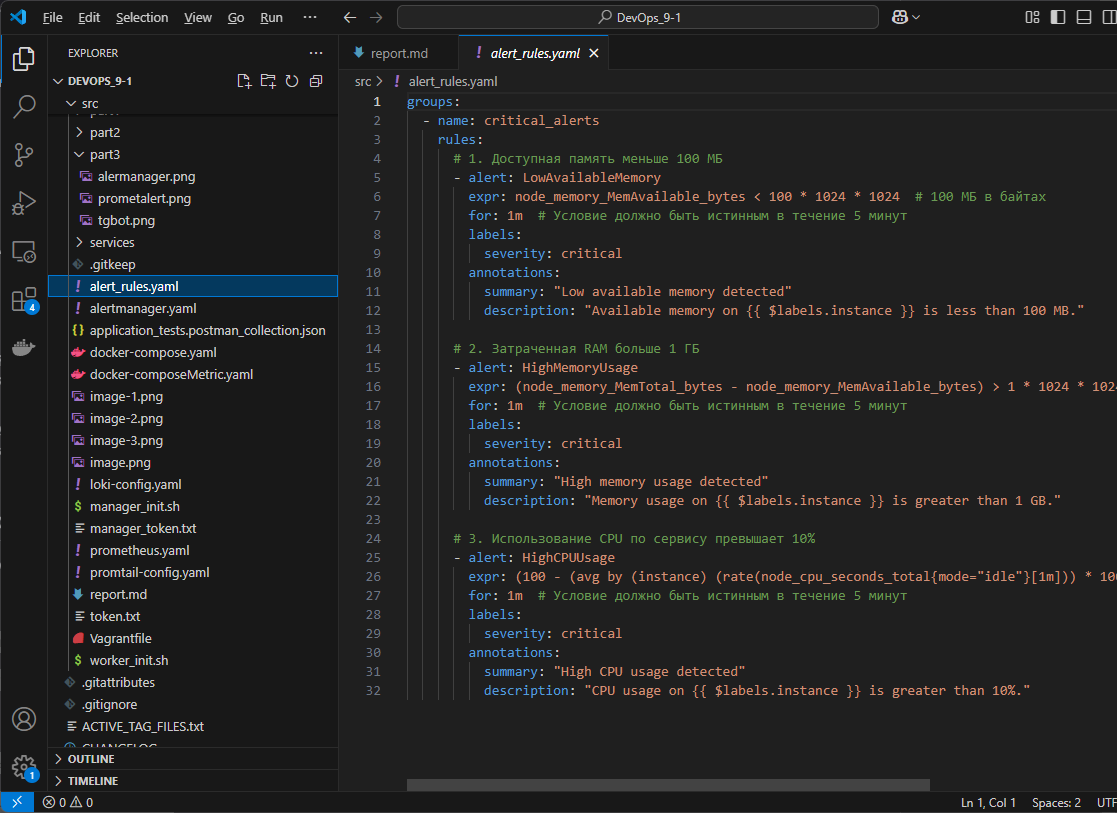 File Edit Selection View Go Run ··· DevOps_9-1
EXPLORER ···
DEVOPS_9-1
src
part2
part3
alermanager.png
prometalert.png
tgbot.png
services
.gitkeep
alert_rules.yaml
alertmanager.yaml
application_tests.postman_collection.json
docker-compose.yaml
docker-composeMetric.yaml
image-1.png
image-2.png
image-3.png
image.png
loki-config.yaml
manager_init.sh
manager_token.txt
prometheus.yaml
promtail-config.yaml
report.md
token.txt
Vagrantfile
worker_init.sh
.gitattributes
.gitignore
ACTIVE_TAG_FILES.txt
CHANGELOG
OUTLINE
TIMELINE
4
1
report.md ! alert_rules.yaml
src > ! alert_rules.yaml
1 groups:
2 - name: critical_alerts
3 rules:
4 # 1. Доступная память меньше 100 МБ
5 - alert: LowAvailableMemory
6 expr: node_memory_MemAvailable_bytes < 100 * 1024 * 1024 # 100 МБ в байтах
7 for: 1m # Условие должно быть истинным в течение 5 минут
8 labels:
9 severity: critical
10 annotations:
11 summary: "Low available memory detected"
12 description: "Available memory on {{ $labels.instance }} is less than 100 MB."
13
14 # 2. Затраченная RAM больше 1 ГБ
15 - alert: HighMemoryUsage
16 expr: (node_memory_MemTotal_bytes - node_memory_MemAvailable_bytes) > 1 * 1024 * 102
17 for: 1m # Условие должно быть истинным в течение 5 минут
18 labels:
19 severity: critical
20 annotations:
21 summary: "High memory usage detected"
22 description: "Memory usage on {{ $labels.instance }} is greater than 1 GB."
23
24 # 3. Использование CPU по сервису превышает 10%
25 - alert: HighCPUUsage
26 expr: (100 - (avg by (instance) (rate(node_cpu_seconds_total{mode="idle"}[1m])) * 10
27 for: 1m # Условие должно быть истинным в течение 5 минут
28 labels:
29 severity: critical
30 annotations:
31 summary: "High CPU usage detected"
32 description: "CPU usage on {{ $labels.instance }} is greater than 10%."
0 0 Ln 1, Col 1 Spaces: 2 UTF